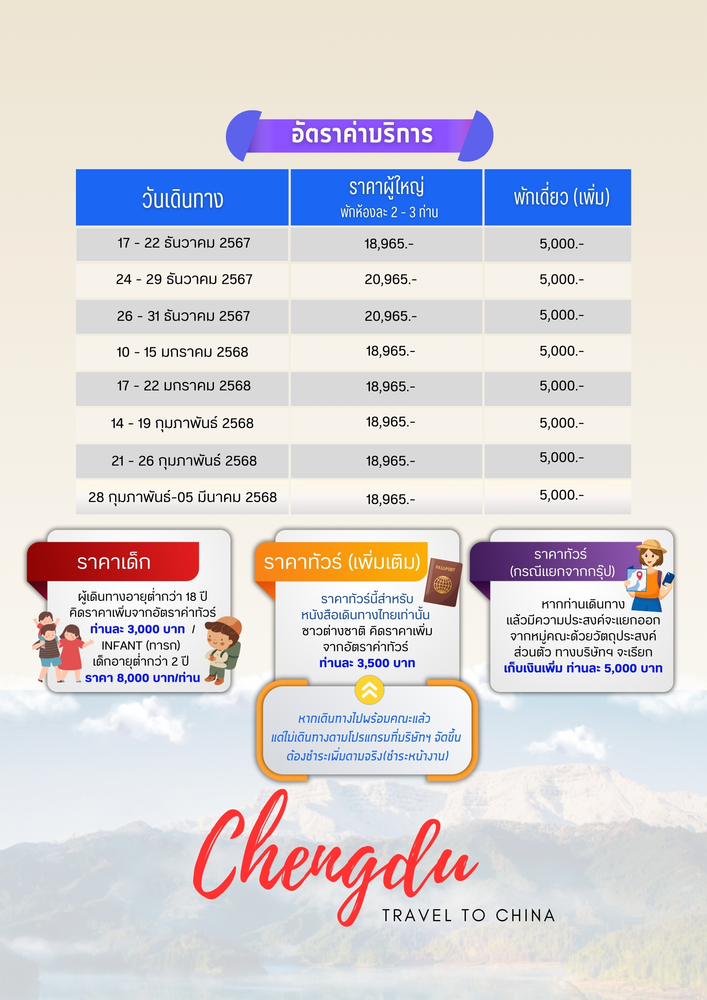 อัตราค่าบริการ
วันเดินทาง ราคาผู้ใหญ่ พักห้องละ 2 - 3 ท่าน พักเดี่ยว (เพิ่ม)
17 - 22 ธันวาคม 2567 18,965.- 5,000.-
24 - 29 ธันวาคม 2567 20,965.- 5,000.-
26 - 31 ธันวาคม 2567 20,965.- 5,000.-
10 - 15 มกราคม 2568 18,965.- 5,000.-
17 - 22 มกราคม 2568 18,965.- 5,000.-
14 - 19 กุมภาพันธ์ 2568 18,965.- 5,000.-
21 - 26 กุมภาพันธ์ 2568 18,965.- 5,000.-
28 กุมภาพันธ์-05 มีนาคม 2568 18,965.- 5,000.-
ราคาเด็ก
ผู้เดินทางอายุต่ำกว่า 18 ปี
คิดราคาเพิ่มจากอัตราค่าทัวร์
ท่านละ 3,000 บาท /
INFANT (ทารก)
เด็กอายุต่ำกว่า 2 ปี
ราคา 8,000 บาท/ท่าน
ราคาทัวร์ (เพิ่มเติม)
PASSPORT
ราคาทัวร์นี้สำหรับ
หนังสือเดินทางไทยเท่านั้น
ชาวต่างชาติ คิดราคาเพิ่ม
จากอัตราค่าทัวร์
ท่านละ 3,500 บาท
หากเดินทางไปพร้อมคณะแล้ว
แต่ไม่เดินทางตามโปรแกรมที่บริษัทฯ จัดขึ้น
ต้องชำระเพิ่มตามจริง(ชำระหน้างาน)
ราคาทัวร์
(กรณีแยกจากกรุ๊ป)
หากท่านเดินทาง
แล้วมีความประสงค์จะแยกออก
จากหมู่คณะด้วยวัตถุประสงค์
ส่วนตัว ทางบริษัทฯ จะเรียก
เก็บเงินเพิ่ม ท่านละ 5,000 บาท
Chengdu
TRAVEL TO CHINA